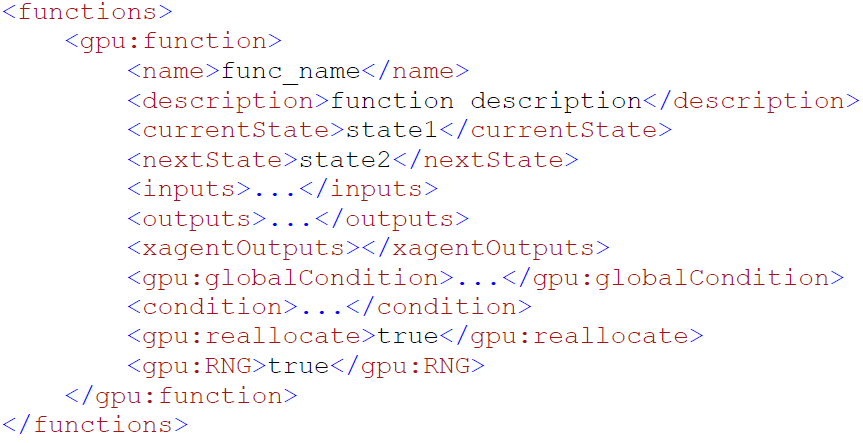 <functions>
<gpu:function>
<name>func_name</name>
<description>function description</description>
<currentState>state1</currentState>
<nextState>state2</nextState>
<inputs>...</inputs>
<outputs>...</outputs>
<xagentOutputs></xagentOutputs>
<gpu:globalCondition>...</gpu:globalCondition>
<condition>...</condition>
<gpu:reallocate>true</gpu:reallocate>
<gpu:RNG>true</gpu:RNG>
</gpu:function>
</functions>